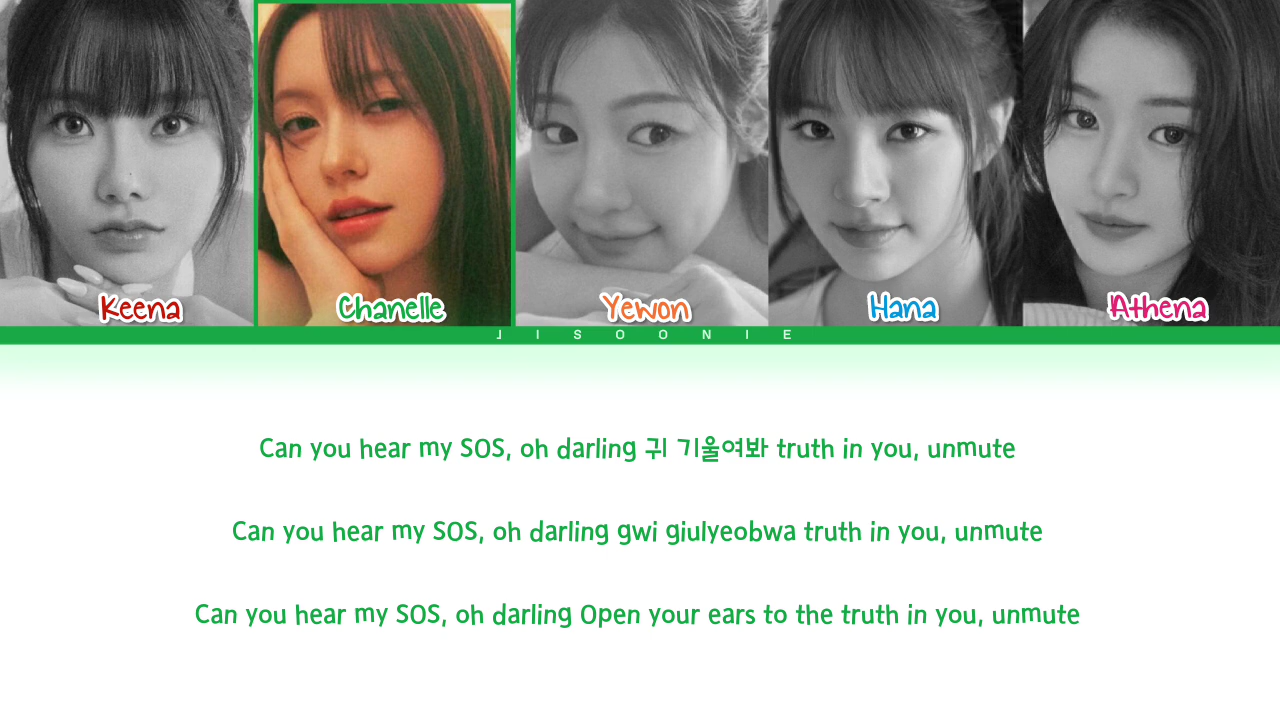 Keena
Chanelle
Yewon
Hana
Athena
JISOONIE
Can you hear my SOS, oh darling 귀 기울여봐 truth in you, unmute
Can you hear my SOS, oh darling gwi giulyeobwa truth in you, unmute
Can you hear my SOS, oh darling Open your ears to the truth in you, unmute